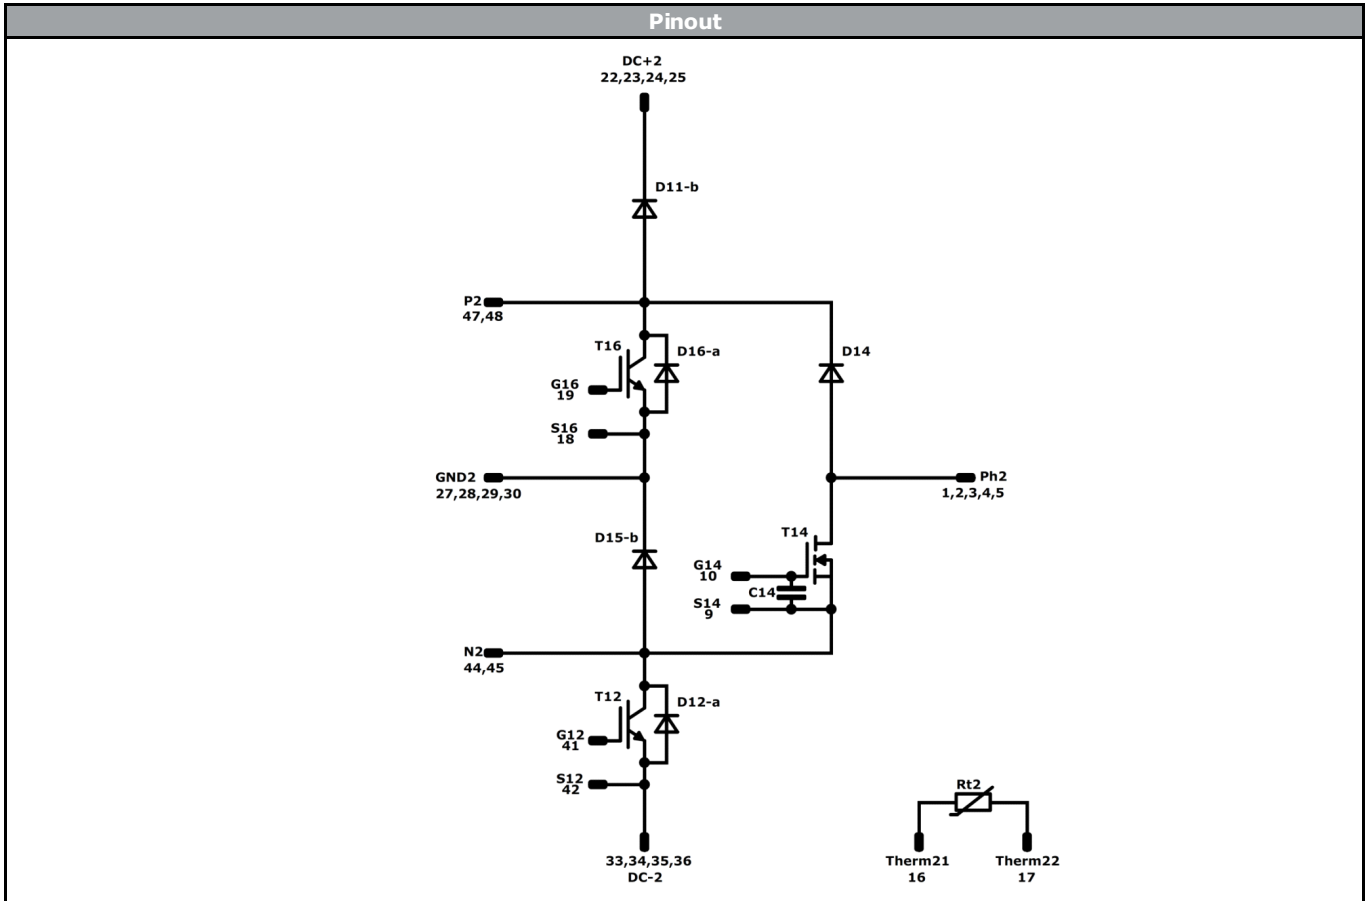 Pinout
DC+2
22,23,24,25
D11-b
P2
47,48
T16
D16-a
D14
G16
19
S16
18
GND2
27,28,29,30
Ph2
1,2,3,4,5
D15-b
T14
G14
10
C14
S14
9
N2
44,45
T12
D12-a
G12
41
S12
42
33,34,35,36
DC-2
Rt2
Therm21
16
Therm22
17